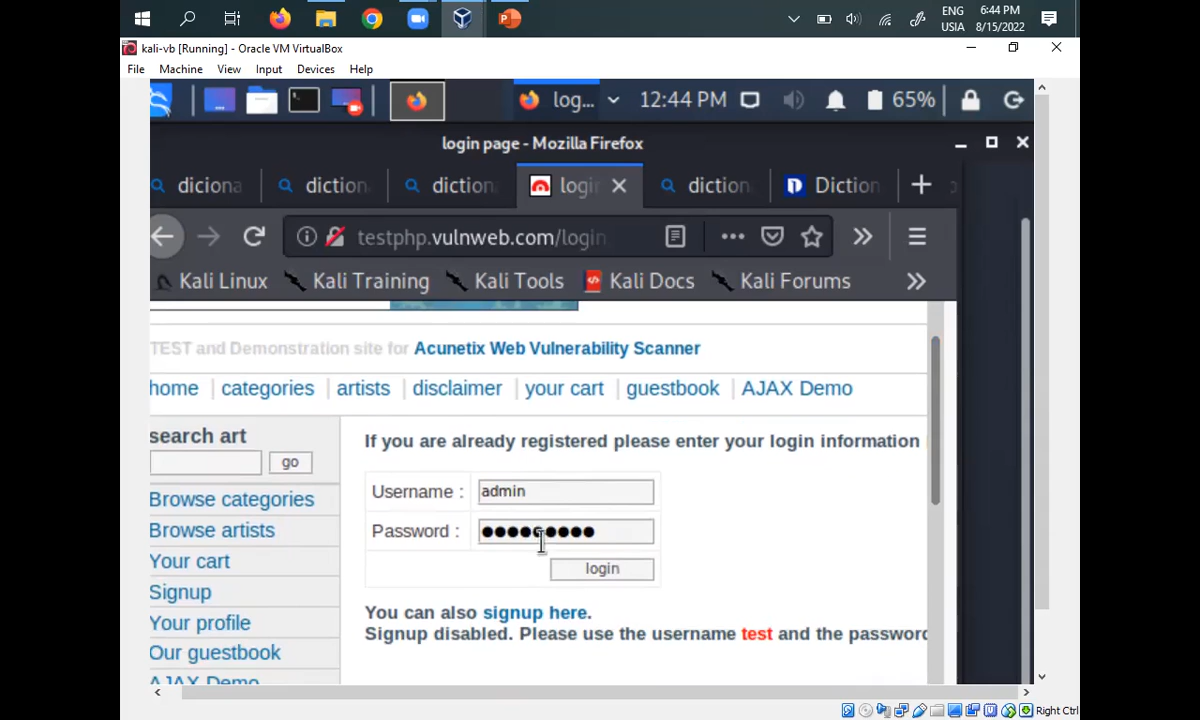 ENG 6:44 PM
USIA 8/15/2022
kali-vb [Running] - Oracle VM VirtualBox
File Machine View Input Devices Help
log... 12:44 PM 65%
login page - Mozilla Firefox
diciona diction diction login diction Diction
testphp.vulnweb.com/login
Kali Linux Kali Training Kali Tools Kali Docs Kali Forums
TEST and Demonstration site for Acunetix Web Vulnerability Scanner
home categories artists disclaimer your cart guestbook AJAX Demo
search art
go
If you are already registered please enter your login information
Username : admin
Password :
login
Browse categories
Browse artists
Your cart
Signup
Your profile
Our guestbook
AJAX Demo
You can also signup here.
Signup disabled. Please use the username test and the password
Right Ctrl